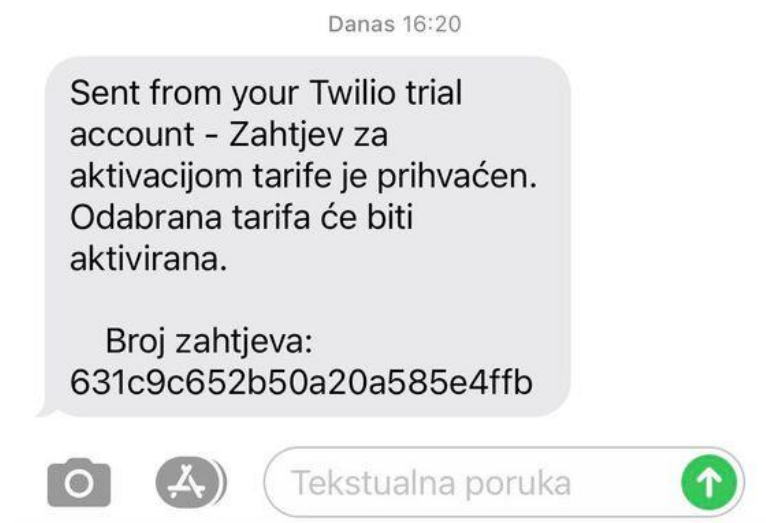 Danas 16:20
Sent from your Twilio trial
account - Zahtjev za
aktivacijom tarife je prihvaćen.
Odabrana tarifa će biti
aktivirana.
Broj zahtjeva:
631c9c652b50a20a585e4ffb
Tekstualna poruka